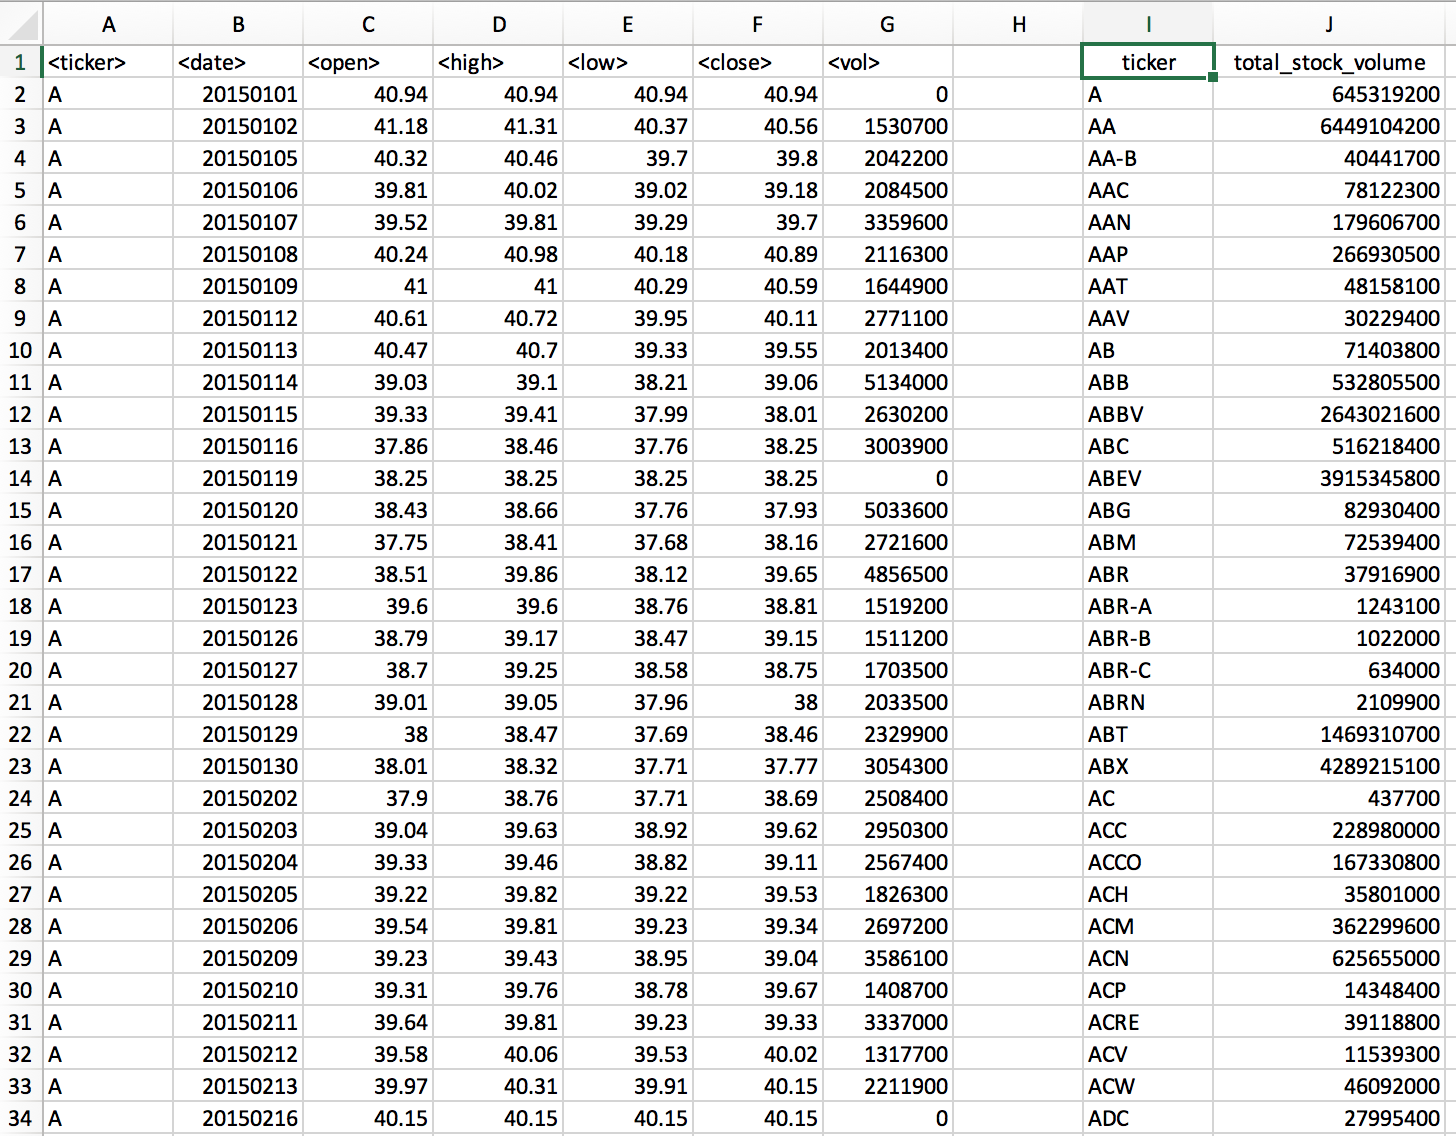 A B C D E F G H I J
1 <ticker> <date> <open> <high> <low> <close> <vol> ticker total_stock_volume
2 A 20150101 40.94 40.94 40.94 40.94 0 A 645319200
3 A 20150102 41.18 41.31 40.37 40.56 1530700 AA 6449104200
4 A 20150105 40.32 40.46 39.7 39.8 2042200 AA-B 40441700
5 A 20150106 39.81 40.02 39.02 39.18 2084500 AAC 78122300
6 A 20150107 39.52 39.81 39.29 39.7 3359600 AAN 179606700
7 A 20150108 40.24 40.98 40.18 40.89 2116300 AAP 266930500
8 A 20150109 41 41 40.29 40.59 1644900 AAT 48158100
9 A 20150112 40.61 40.72 39.95 40.11 2771100 AAV 30229400
10 A 20150113 40.47 40.7 39.33 39.55 2013400 AB 71403800
11 A 20150114 39.03 39.1 38.21 39.06 5134000 ABB 532805500
12 A 20150115 39.33 39.41 37.99 38.01 2630200 ABBV 2643021600
13 A 20150116 37.86 38.46 37.76 38.25 3003900 ABC 516218400
14 A 20150119 38.25 38.25 38.25 38.25 0 ABEV 3915345800
15 A 20150120 38.43 38.66 37.76 37.93 5033600 ABG 82930400
16 A 20150121 37.75 38.41 37.68 38.16 2721600 ABM 72539400
17 A 20150122 38.51 39.86 38.12 39.65 4856500 ABR 37916900
18 A 20150123 39.6 39.6 38.76 38.81 1519200 ABR-A 1243100
19 A 20150126 38.79 39.17 38.47 39.15 1511200 ABR-B 1022000
20 A 20150127 38.7 39.25 38.58 38.75 1703500 ABR-C 634000
21 A 20150128 39.01 39.05 37.96 38 2033500 ABRN 2109900
22 A 20150129 38 38.47 37.69 38.46 2329900 ABT 1469310700
23 A 20150130 38.01 38.32 37.71 37.77 3054300 ABX 4289215100
24 A 20150202 37.9 38.76 37.71 38.69 2508400 AC 437700
25 A 20150203 39.04 39.63 38.92 39.62 2950300 ACC 228980000
26 A 20150204 39.33 39.46 38.82 39.11 2567400 ACCO 167330800
27 A 20150205 39.22 39.82 39.22 39.53 1826300 ACH 35801000
28 A 20150206 39.54 39.81 39.23 39.34 2697200 ACM 362299600
29 A 20150209 39.23 39.43 38.95 39.04 3586100 ACN 625655000
30 A 20150210 39.31 39.76 38.78 39.67 1408700 ACP 14348400
31 A 20150211 39.64 39.81 39.23 39.33 3337000 ACRE 39118800
32 A 20150212 39.58 40.06 39.53 40.02 1317700 ACV 11539300
33 A 20150213 39.97 40.31 39.91 40.15 2211900 ACW 46092000
34 A 20150216 40.15 40.15 40.15 40.15 0 ADC 27995400